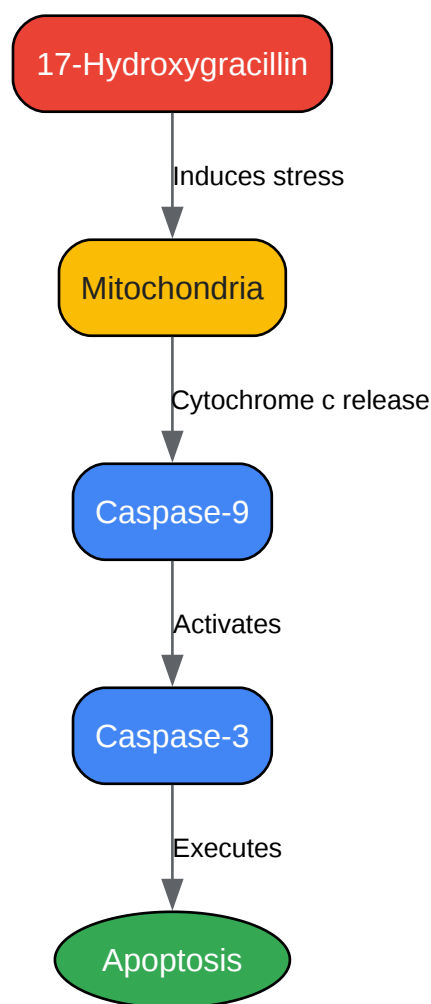 17-Hydroxygracillin
Induces stress
Mitochondria
Cytochrome c release
Caspase-9
Activates
Caspase-3
Executes
Apoptosis